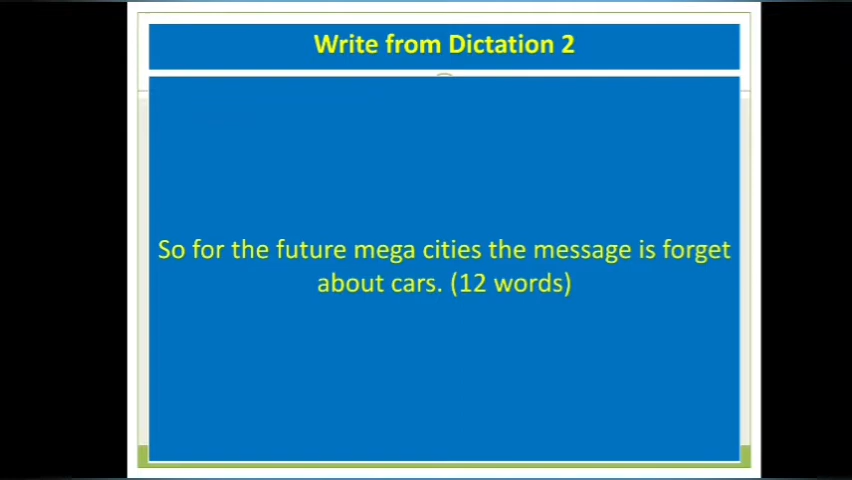 Write from Dictation 2
So for the future mega cities the message is forget
about cars. (12 words)